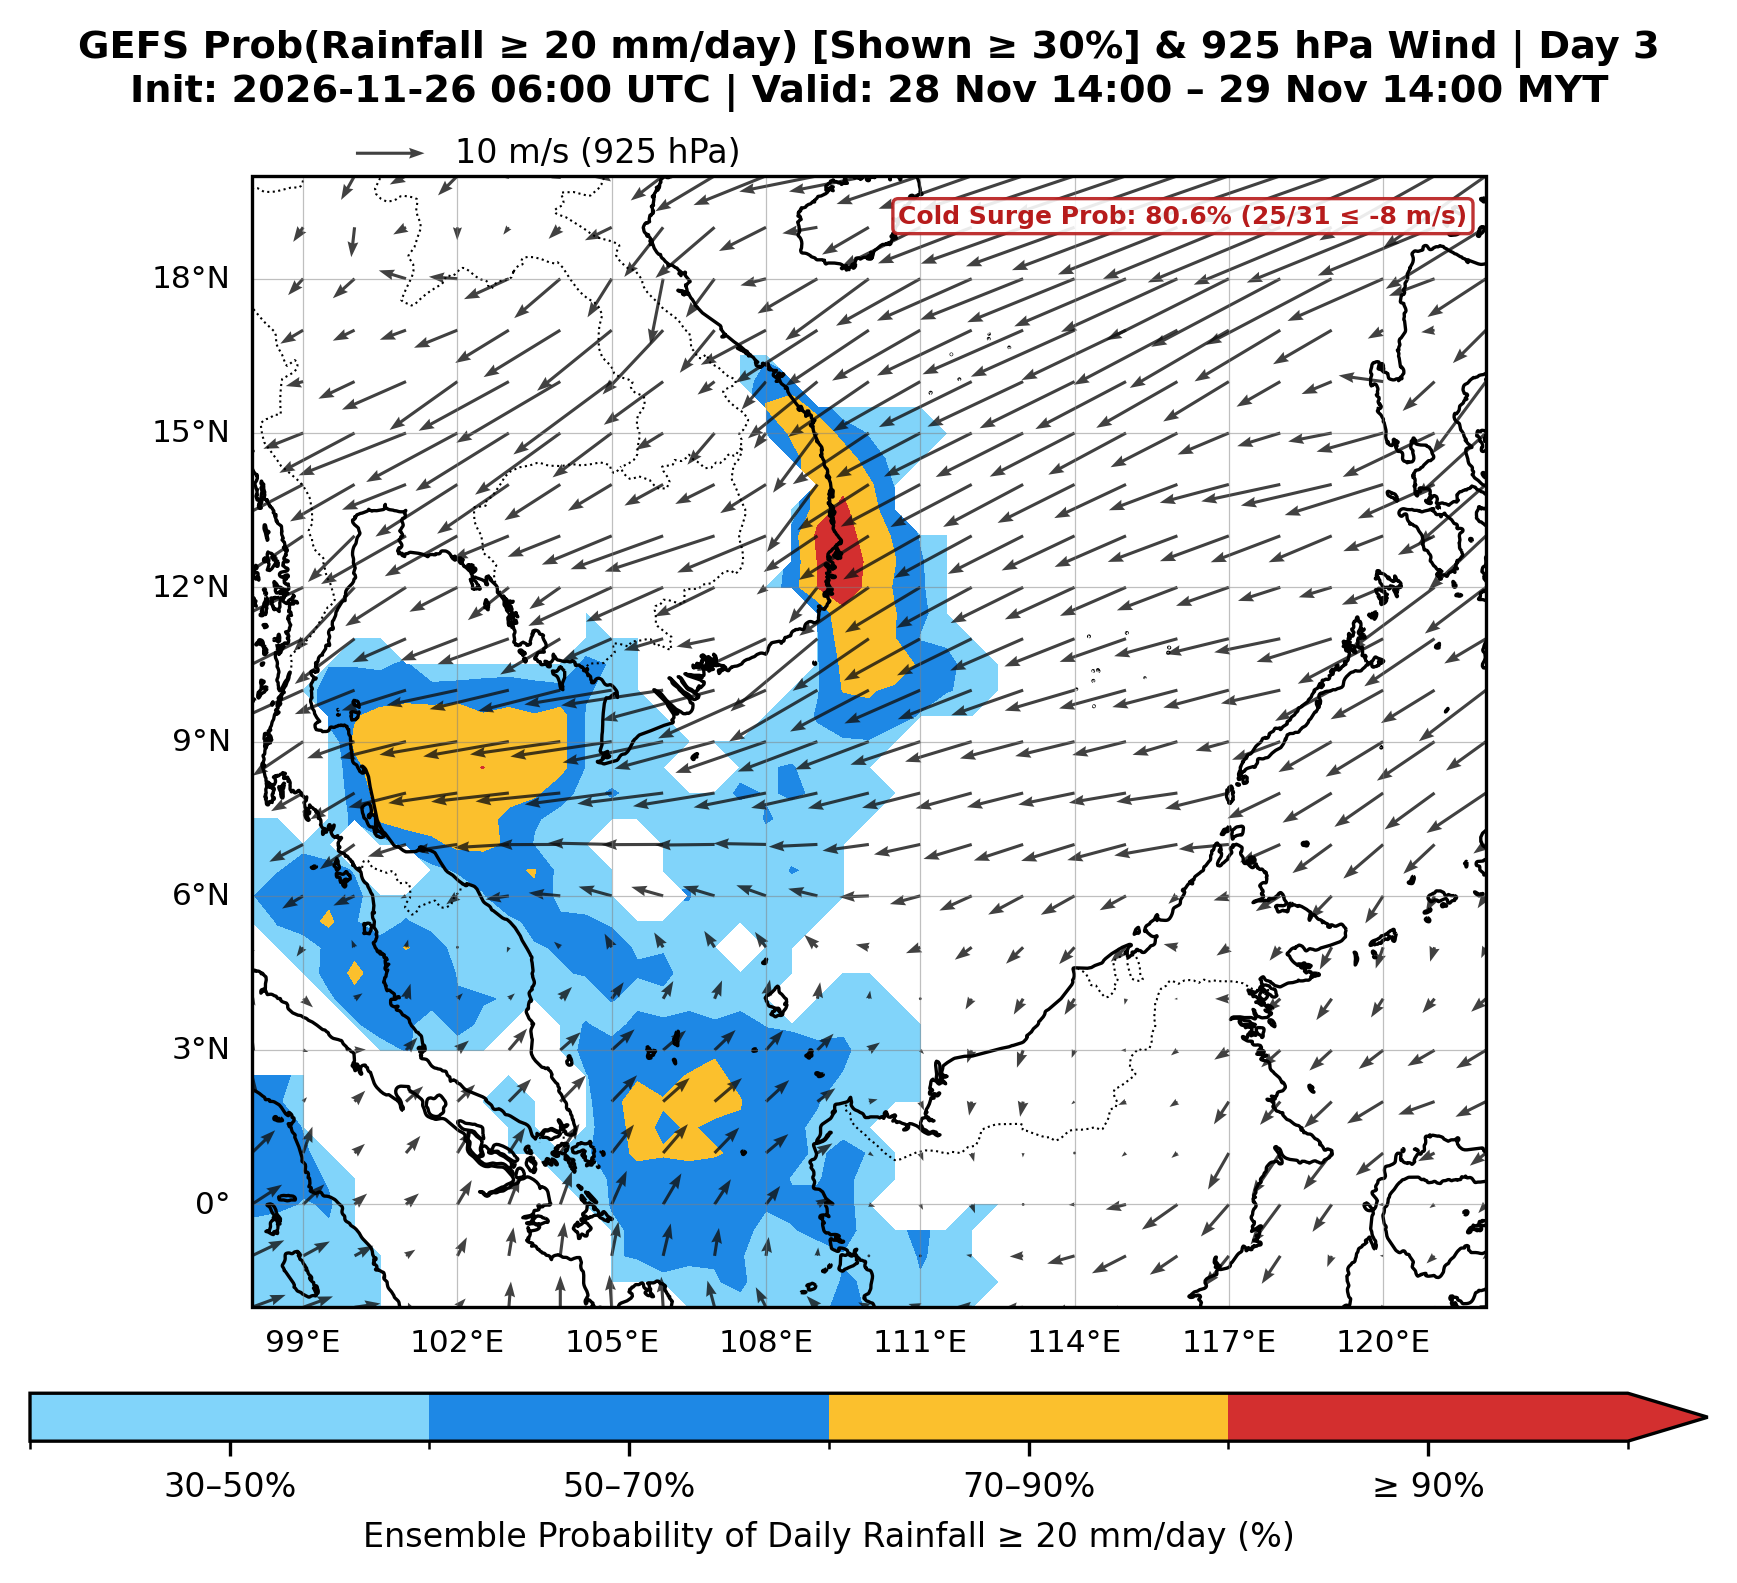 GEFS Prob(Rainfall ≥ 20 mm/day) [Shown ≥ 30%] & 925 hPa Wind | Day 3
Init: 2026-11-26 06:00 UTC | Valid: 28 Nov 14:00 – 29 Nov 14:00 MYT
10 m/s (925 hPa)
Cold Surge Prob: 80.6% (25/31 ≤ -8 m/s)
18°N
15°N
12°N
9°N
6°N
3°N
0°
99°E 102°E 105°E 108°E 111°E 114°E 117°E 120°E
30–50% 50–70% 70–90% ≥ 90%
Ensemble Probability of Daily Rainfall ≥ 20 mm/day (%)